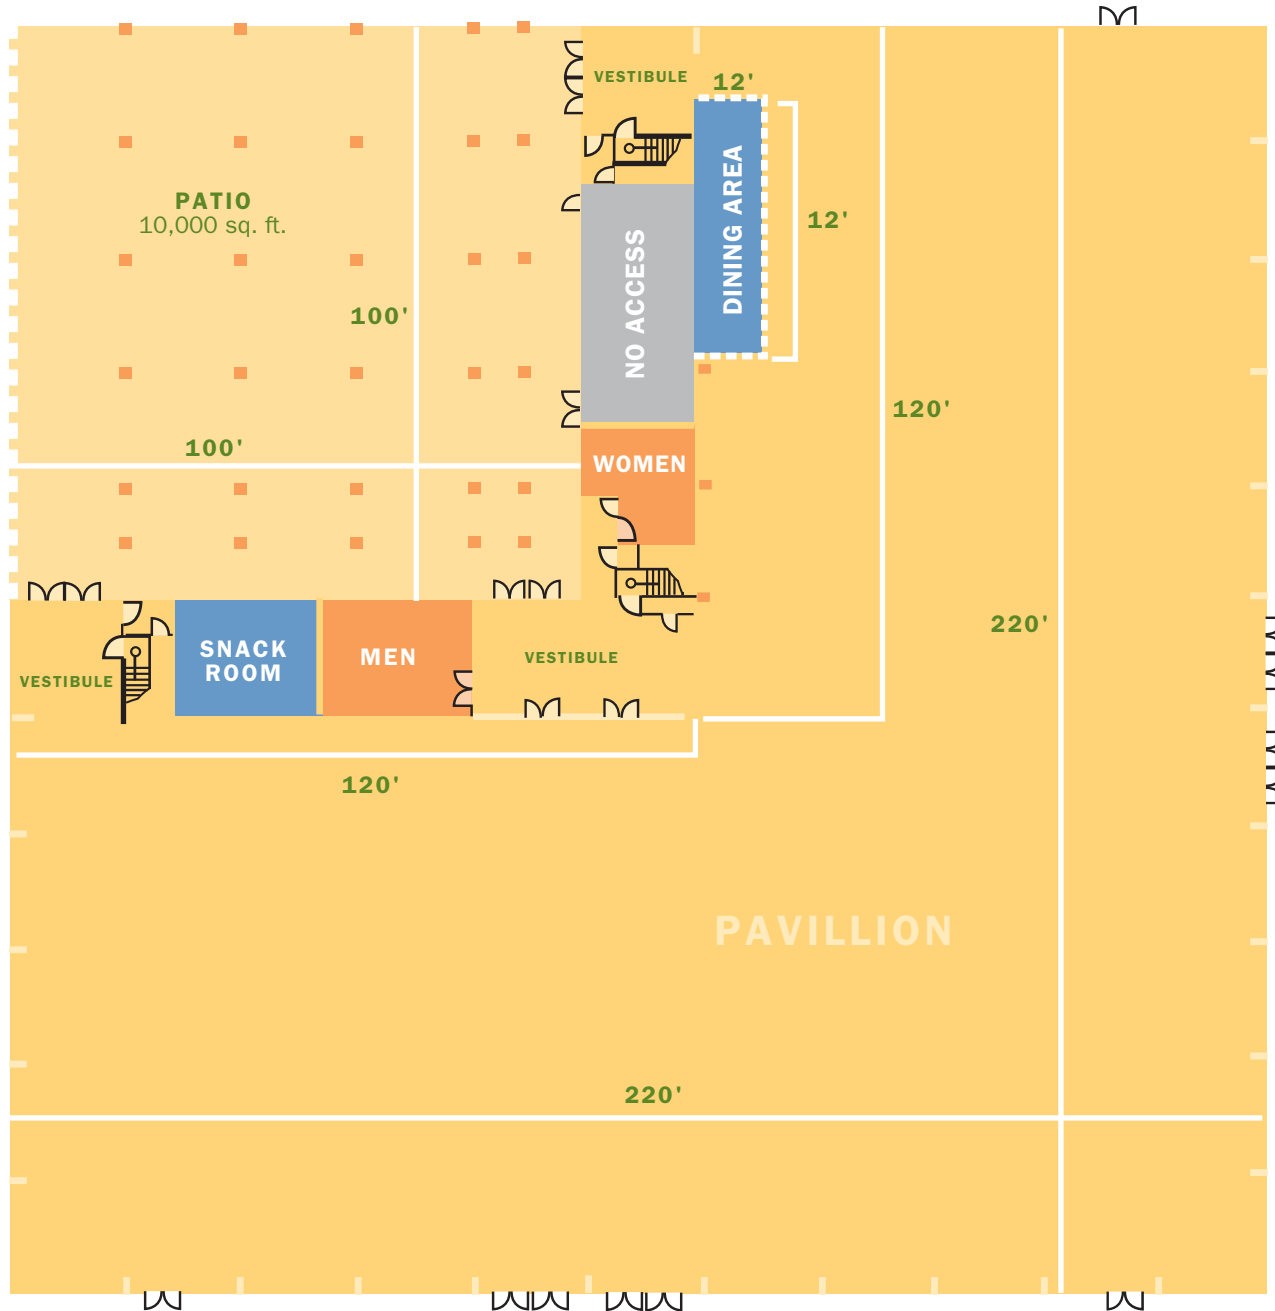 VESTIBULE
12'
DINING AREA
12'
PATIO
10,000 sq. ft.
NO ACCESS
100'
120'
100'
WOMEN
220'
SNACK
ROOM
MEN
VESTIBULE
VESTIBULE
120'
PAVILLION
220'